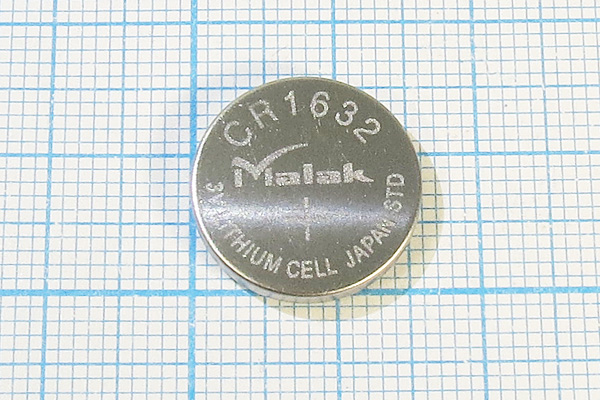 CR1632
Malak
+
3V LITHIUM CELL JAPAN STD